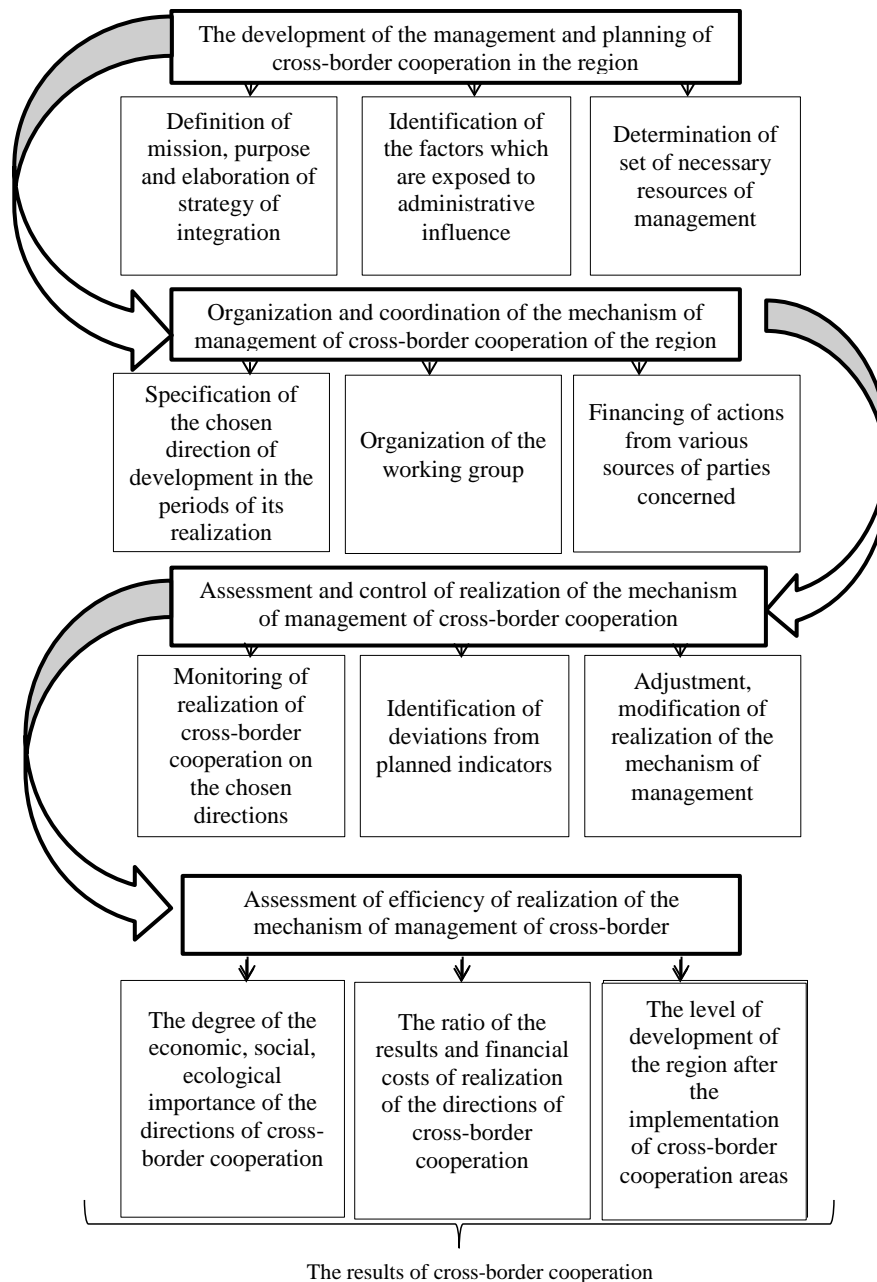 The development of the management and planning of
cross-border cooperation in the region
Definition of
mission, purpose
and elaboration of
strategy of
integration
Identification of
the factors which
are exposed to
administrative
influence
Determination of
set of necessary
resources of
management
Organization and coordination of the mechanism of
management of cross-border cooperation of the region
Specification of
the chosen
direction of
development in the
periods of its
realization
Organization of the
working group
Financing of actions
from various
sources of parties
concerned
Assessment and control of realization of the mechanism
of management of cross-border cooperation
Monitoring of
realization of
cross-border
cooperation on
the chosen
directions
Identification of
deviations from
planned indicators
Adjustment,
modification of
realization of the
mechanism of
management
Assessment of efficiency of realization of the
mechanism of management of cross-border
The degree of the
economic, social,
ecological
importance of the
directions of cross-
border cooperation
The ratio of the
results and financial
costs of realization
of the directions of
cross-border
cooperation
The level of
development of
the region after
the
implementation
of cross-border
cooperation areas
The results of cross-border cooperation